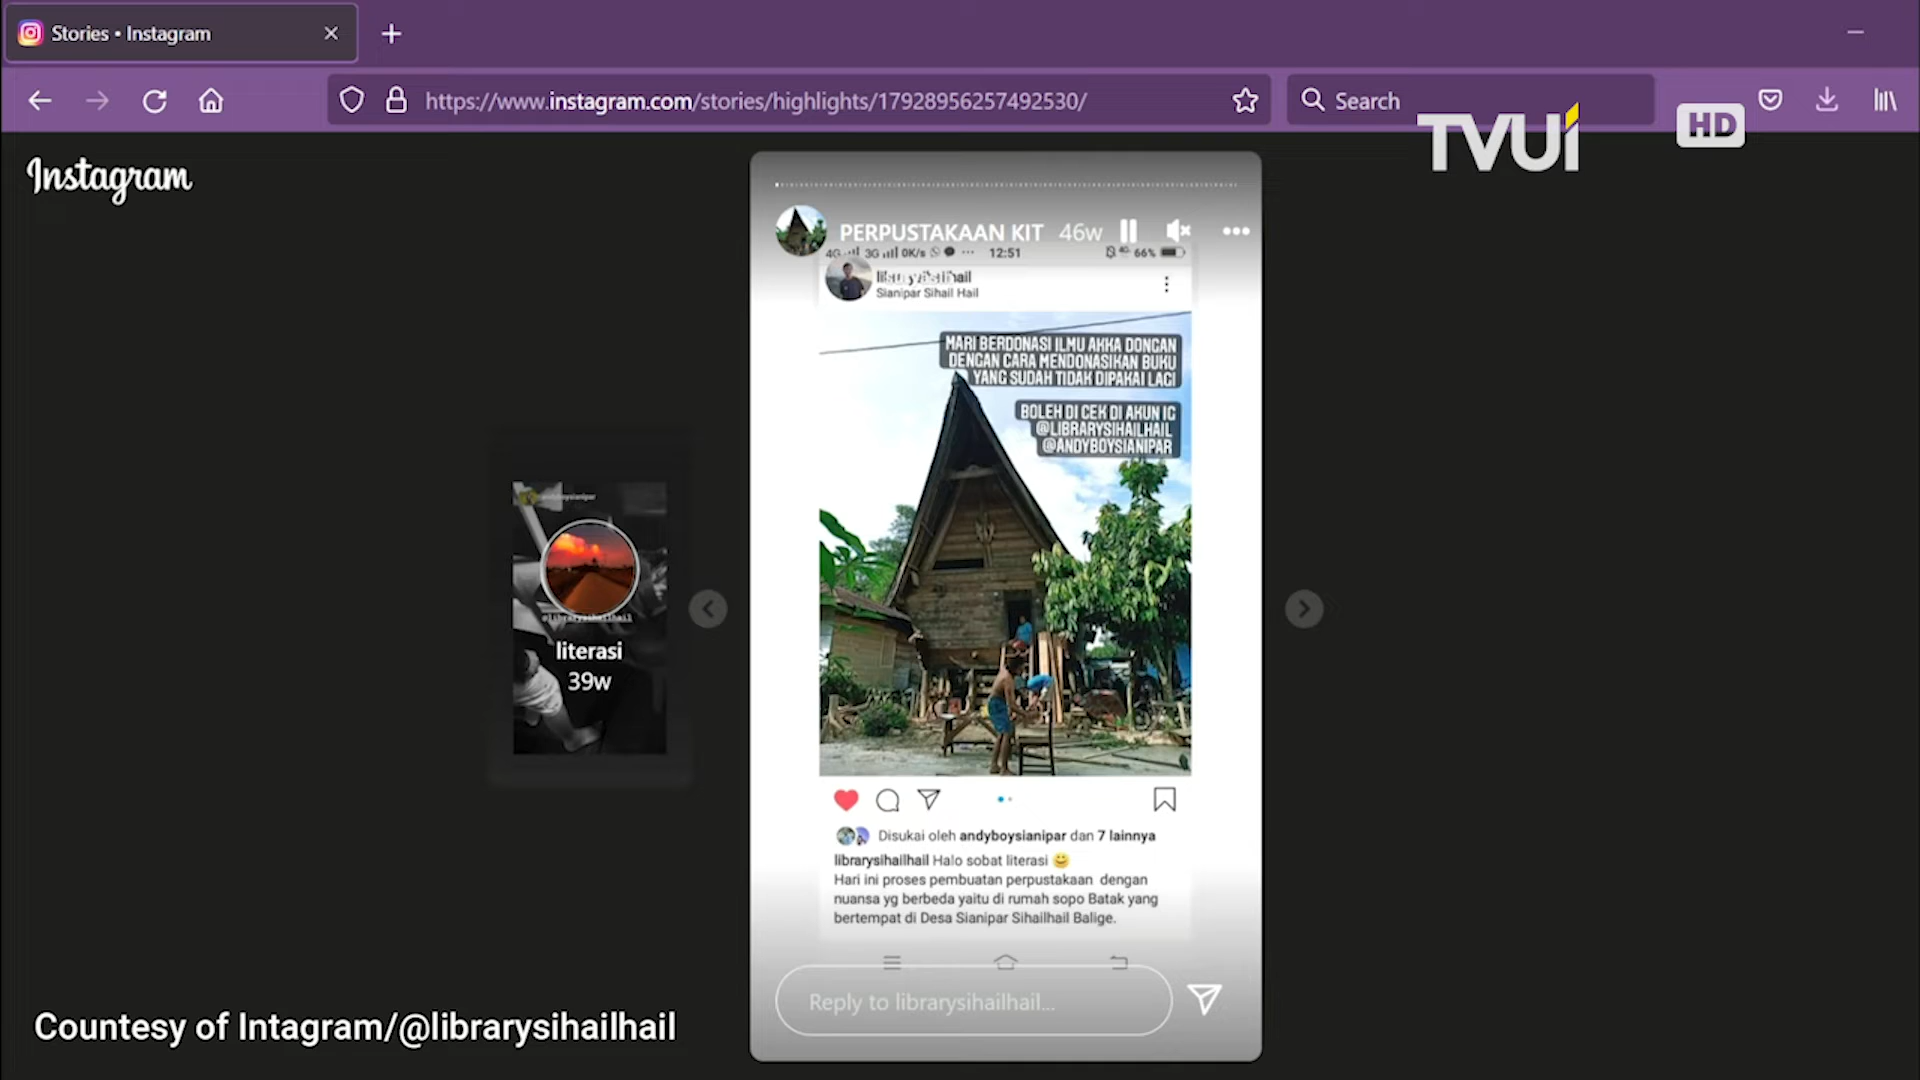 Stories • Instagram
https://www.instagram.com/stories/highlights/17928956257492530/
Search
TVUI
HD
Instagram
PERPUSTAKAAN KIT 46w
4G 3G 0K/s 12:51 4G 66%
Sianipar Sihail Hail
MARI BERDONASI ILMU AKKA DONGAN
DENGAN CARA MENDONASIKAN BUKU
YANG SUDAH TIDAK DIPAKAI LAGI
BOLEH DI CEK DI AKUN IG
@LIBRARYSIHAILHAIL
@ANDYBOYSIANIPAR
andyboysianipar
@librarysihailhail
literasi
39w
Disukai oleh andyboysianipar dan 7 lainnya
librarysihailhail Halo sobat literasi 😄
Hari ini proses pembuatan perpustakaan dengan
nuansa yg berbeda yaitu di rumah sopo Batak yang
bertempat di Desa Sianipar Sihailhail Balige.
Reply to librarysihailhail...
Countesy of Intagram/@librarysihailhail